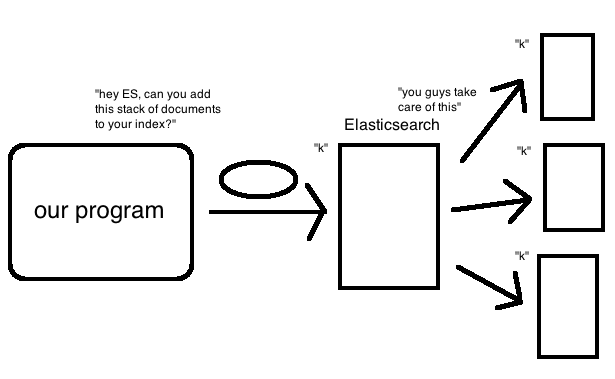 "hey ES, can you add
this stack of documents
to your index?"
our program
"k"
Elasticsearch
"you guys take
care of this"
"k"
"k"
"k"